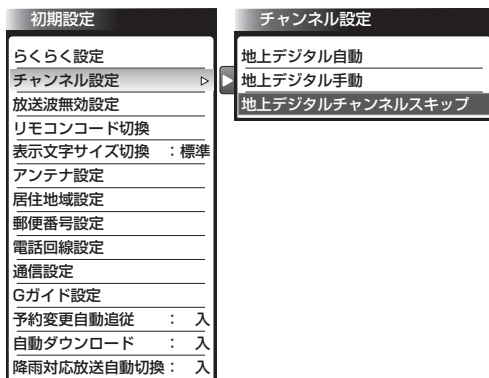 初期設定
らくらく設定
チャンネル設定
放送波無効設定
リモコンコード切換
表示文字サイズ切換 ：標準
アンテナ設定
居住地域設定
郵便番号設定
電話回線設定
通信設定
Gガイド設定
予約変更自動追従 ： 入
自動ダウンロード ： 入
降雨対応放送自動切換： 入
チャンネル設定
地上デジタル自動
地上デジタル手動
地上デジタルチャンネルスキップ